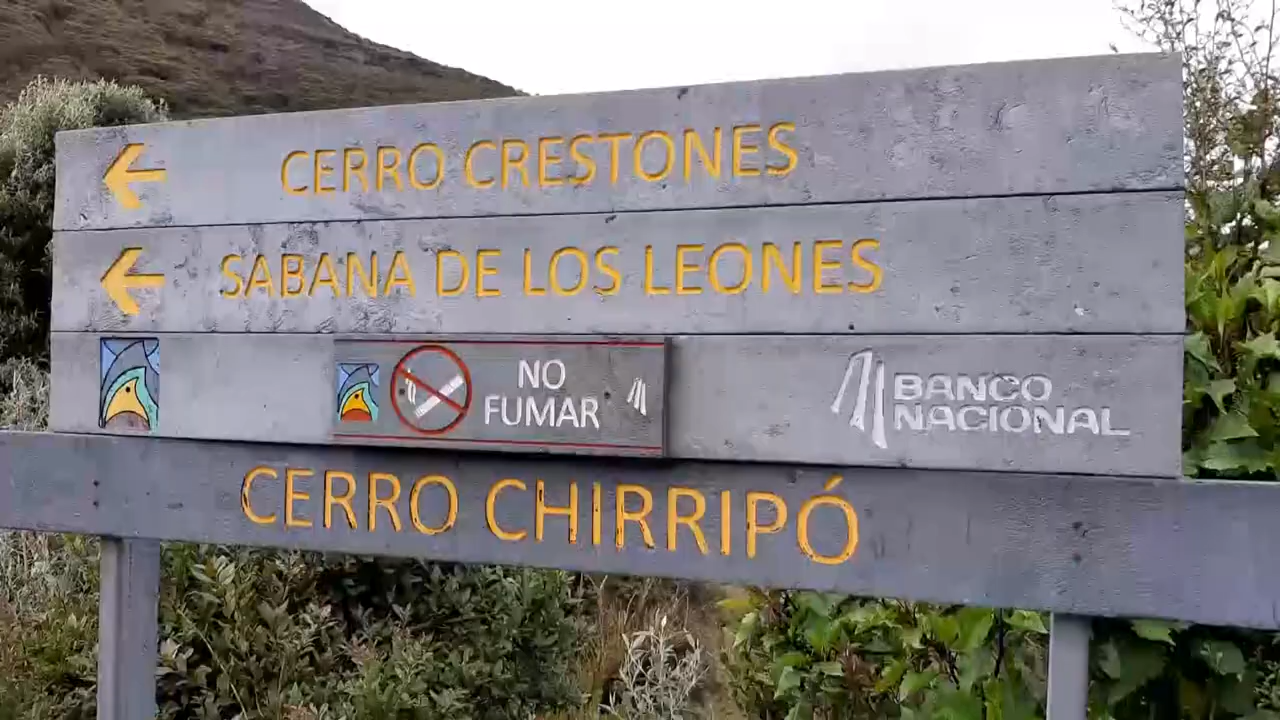 CERRO CRESTONES
SABANA DE LOS LEONES
NO
FUMAR
BANCO
NACIONAL
CERRO CHIRRIPÓ